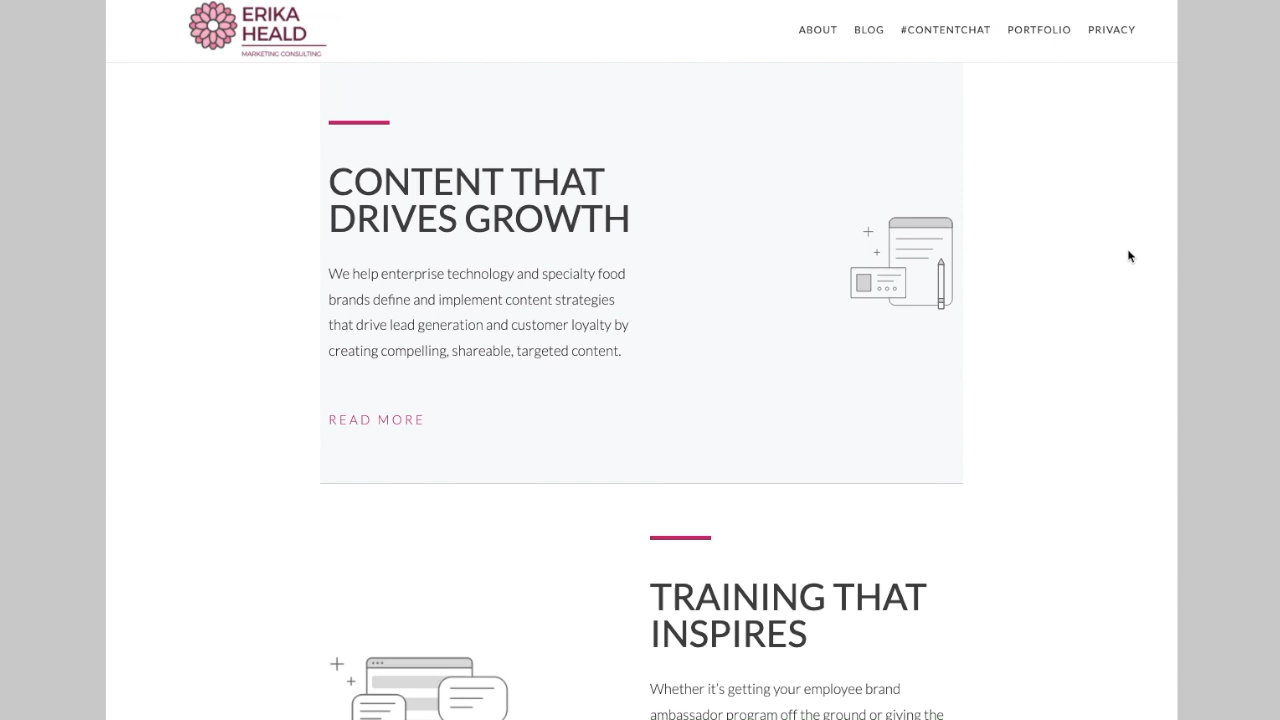 ERIKA
HEALD
MARKETING CONSULTING
ABOUT BLOG #CONTENTCHAT PORTFOLIO PRIVACY
CONTENT THAT
DRIVES GROWTH
We help enterprise technology and specialty food
brands define and implement content strategies
that drive lead generation and customer loyalty by
creating compelling, shareable, targeted content.
READ MORE
TRAINING THAT
INSPIRES
Whether it’s getting your employee brand
ambassador program off the ground or giving the